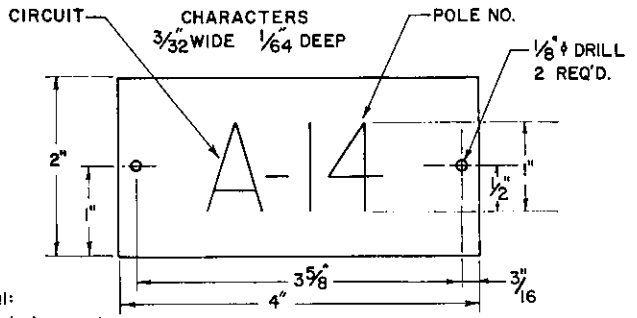 CIRCUIT
CHARACTERS
3/32" WIDE 1/64" DEEP
POLE NO.
1/8" ϕ DRILL
2 REQ'D.
A-14
2"
1"
1"
1/2"
3 5/8"
3/16"
4"